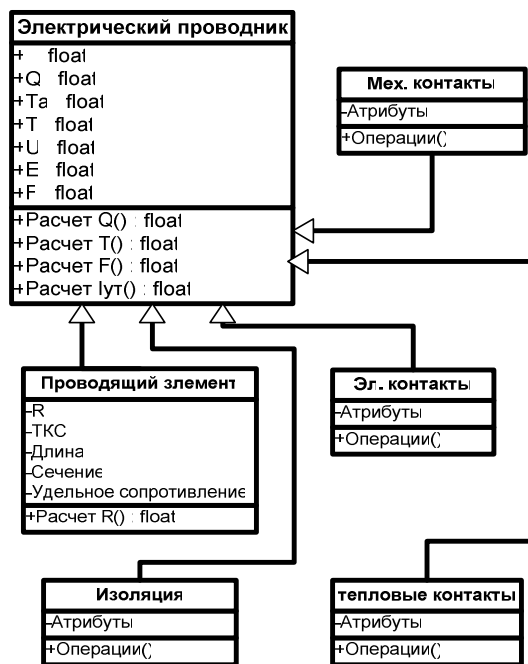 Электрический проводник
+ float
+Q float
+Ta float
+T float
+U float
+E float
+F float
+Расчет Q() : float
+Расчет T() : float
+Расчет F() : float
+Расчет Iут() : float
Мех. контакты
-Атрибуты
+Операции()
Проводящий элемент
-R
-ТКС
-Длина
-Сечение
-Удельное сопротивление
+Расчет R() : float
Эл. контакты
-Атрибуты
+Операции()
Изоляция
-Атрибуты
+Операции()
тепловые контакты
-Атрибуты
+Операции()